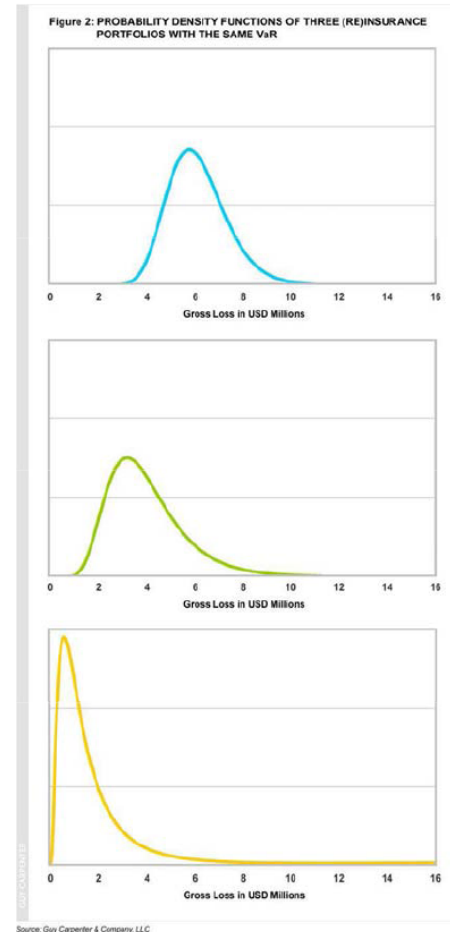 Figure 2: PROBABILITY DENSITY FUNCTIONS OF THREE (RE)INSURANCE
PORTFOLIOS WITH THE SAME VaR
0 2 4 6 8 10 12 14 16
Gross Loss in USD Millions
0 2 4 6 8 10 12 14 16
Gross Loss in USD Millions
0 2 4 6 8 10 12 14 16
Gross Loss in USD Millions
GUY CARPENTER
Source: Guy Carpenter & Company, LLC